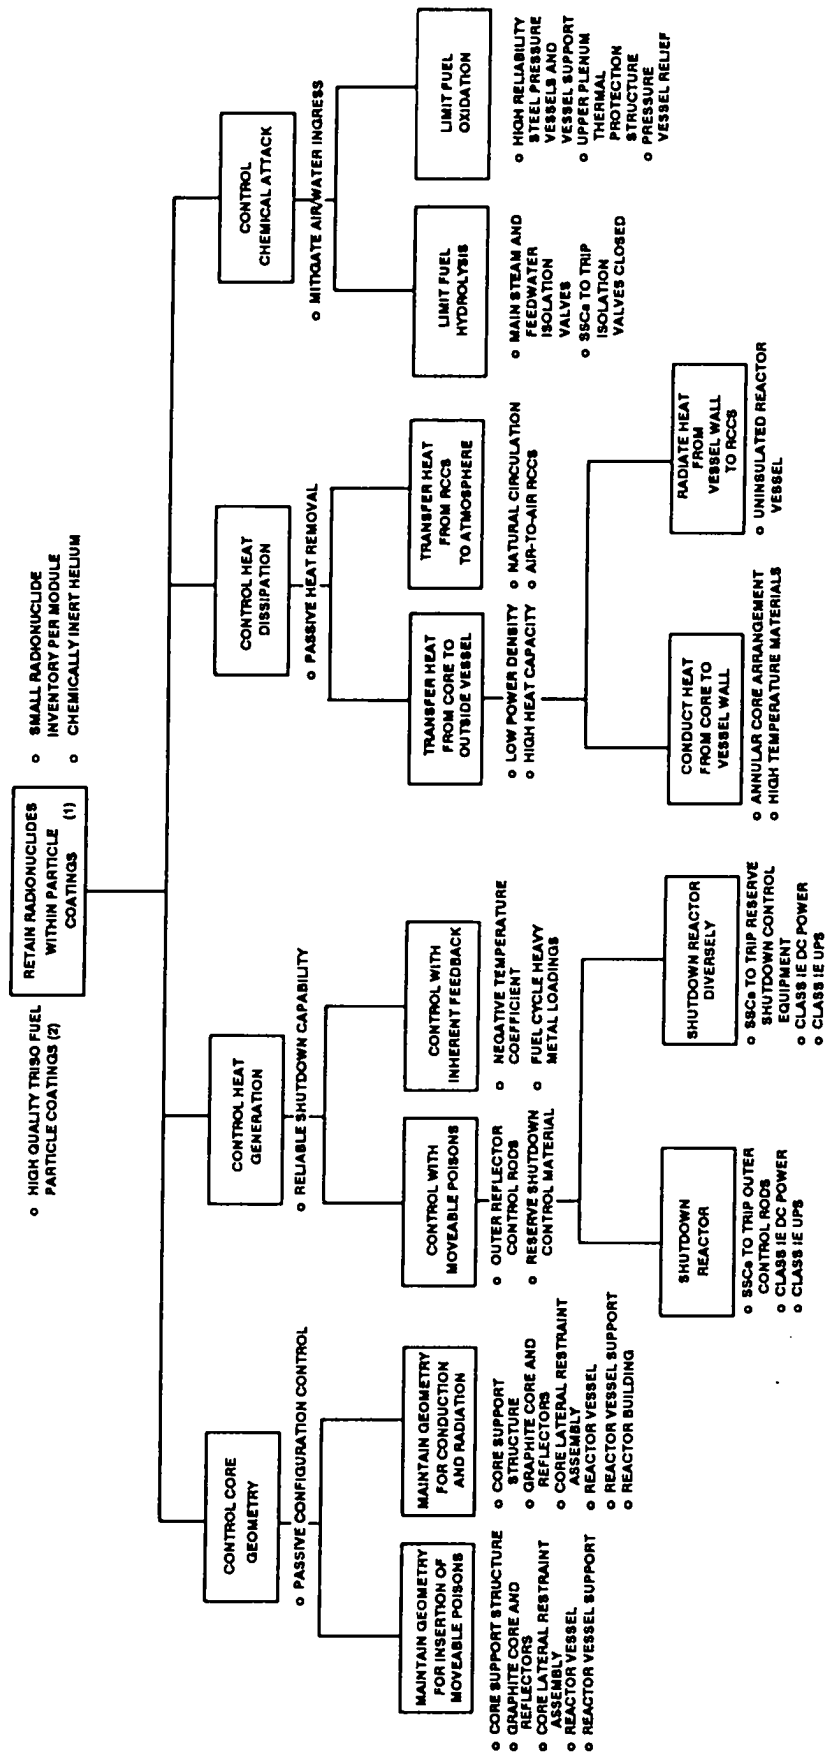 RETAIN RADIONUCLIDES
WITHIN PARTICLE
COATINGS (1)
o HIGH QUALITY TRISO FUEL
PARTICLE COATINGS (2)
o SMALL RADIONUCLIDE
INVENTORY PER MODULE
o CHEMICALLY INERT HELIUM
CONTROL CORE
GEOMETRY
o PASSIVE CONFIGURATION CONTROL
MAINTAIN GEOMETRY
FOR INSERTION OF
MOVEABLE POISONS
o CORE SUPPORT STRUCTURE
o GRAPHITE CORE AND
REFLECTORS
o CORE LATERAL RESTRAINT
ASSEMBLY
o REACTOR VESSEL
o REACTOR VESSEL SUPPORT
MAINTAIN GEOMETRY
FOR CONDUCTION
AND RADIATION
o CORE SUPPORT
STRUCTURE
o GRAPHITE CORE AND
REFLECTORS
o CORE LATERAL RESTRAINT
ASSEMBLY
o REACTOR VESSEL
o REACTOR VESSEL SUPPORT
o REACTOR BUILDING
CONTROL HEAT
GENERATION
o RELIABLE SHUTDOWN CAPABILITY
CONTROL WITH
MOVEABLE POISONS
o OUTER REFLECTOR
CONTROL RODS
o RESERVE SHUTDOWN
CONTROL MATERIAL
CONTROL WITH
INHERENT FEEDBACK
o NEGATIVE TEMPERATURE
COEFFICIENT
o FUEL CYCLE HEAVY
METAL LOADINGS
SHUTDOWN
REACTOR
o SSCs TO TRIP OUTER
CONTROL RODS
o CLASS IE DC POWER
o CLASS IE UPS
SHUTDOWN REACTOR
DIVERSELY
o SSCs TO TRIP RESERVE
SHUTDOWN CONTROL
EQUIPMENT
o CLASS IE DC POWER
o CLASS IE UPS
CONTROL HEAT
DISSIPATION
o PASSIVE HEAT REMOVAL
TRANSFER HEAT
FROM CORE TO
OUTSIDE VESSEL
o LOW POWER DENSITY
o HIGH HEAT CAPACITY
TRANSFER HEAT
FROM RCCS
TO ATMOSPHERE
o NATURAL CIRCULATION
o AIR-TO-AIR RCCS
CONDUCT HEAT
FROM CORE TO
VESSEL WALL
o ANNULAR CORE ARRANGEMENT
o HIGH TEMPERATURE MATERIALS
RADIATE HEAT
FROM
VESSEL WALL
TO RCCS
o UNINSULATED REACTOR
VESSEL
CONTROL
CHEMICAL ATTACK
o MITIGATE AIR/WATER INGRESS
LIMIT FUEL
HYDROLYSIS
o MAIN STEAM AND
FEEDWATER
ISOLATION
VALVES
o SSCs TO TRIP
ISOLATION
VALVES CLOSED
LIMIT FUEL
OXIDATION
o HIGH RELIABILITY
STEEL PRESSURE
VESSELS AND
VESSEL SUPPORT
o UPPER PLENUM
THERMAL
PROTECTION
STRUCTURE
o PRESSURE
VESSEL RELIEF